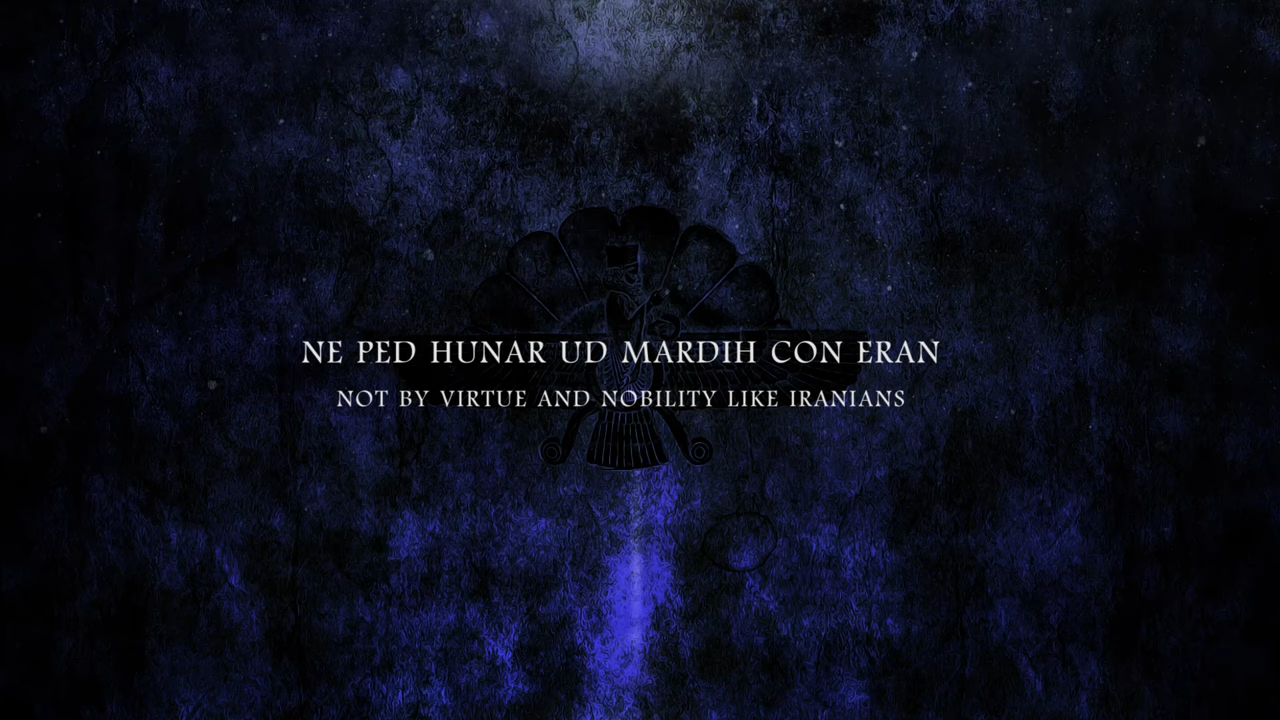 NE PED HUNAR UD MARDIH CON ERAN
NOT BY VIRTUE AND NOBILITY LIKE IRANIANS